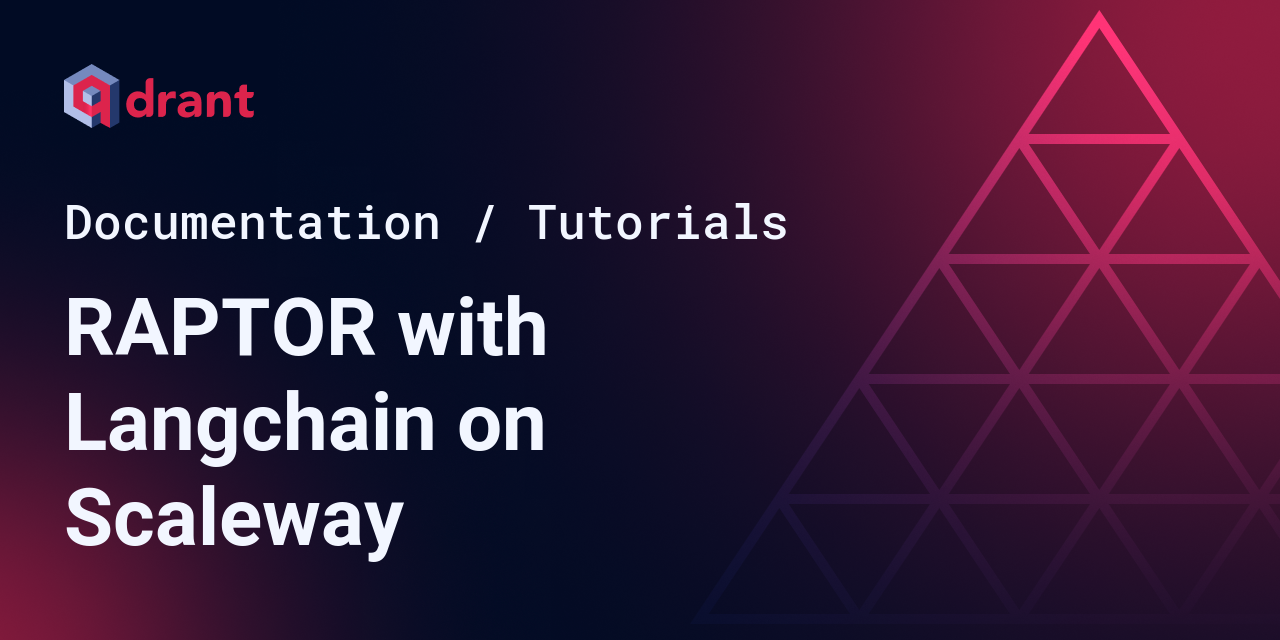 qdrant
Documentation / Tutorials
RAPTOR with
Langchain on
Scaleway